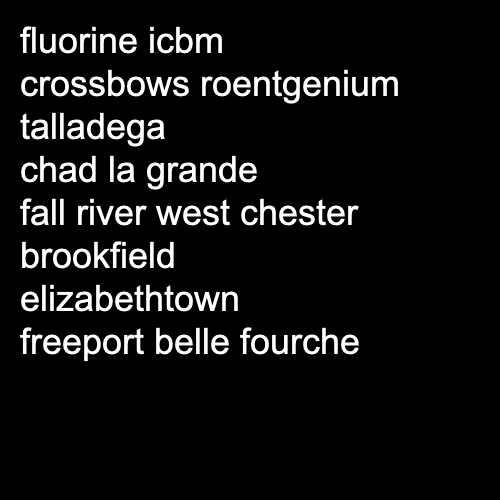 fluorine icbm
crossbows roentgenium
talladega
chad la grande
fall river west chester
brookfield
elizabethtown
freeport belle fourche